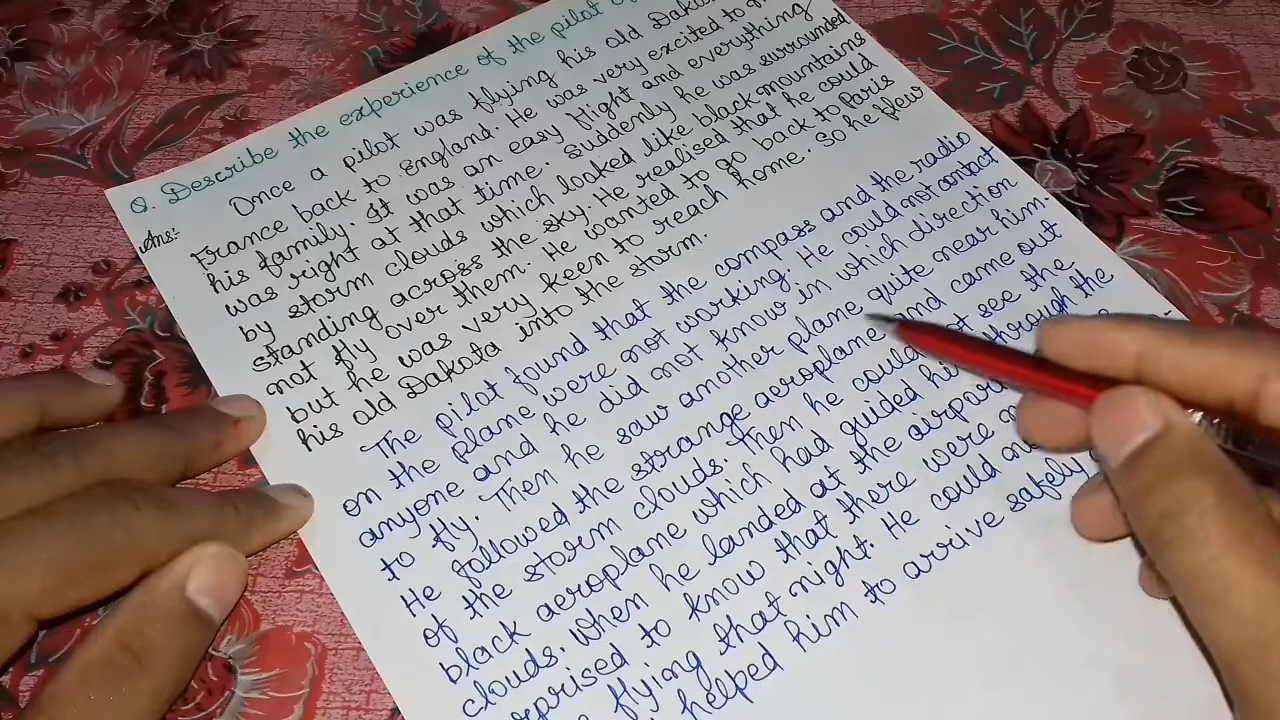 Q. Describe the experience of the pilot
Ans:- Once a pilot was flying his old
France back to England. He was very excited to
his family. It was an easy flight and everything
was right at that time. Suddenly he was surrounded
by storm clouds which looked like black mountains
standing across the sky. He realised that he could
not fly over them. He wanted to go back to Paris
but he was very keen to reach home. So he flew
his old Dakota into the storm.
The pilot found that the compass and the radio
on the plane were not working. He could not contact
anyone and he did not know in which direction
to fly. Then he saw another plane quite near him.
He followed the strange aeroplane and came out
of the storm clouds. Then he could not see the
black aeroplane which had guided him through the
clouds. When he landed at the airport
to know that there were
flying that night. He could
helped him to arrive safely